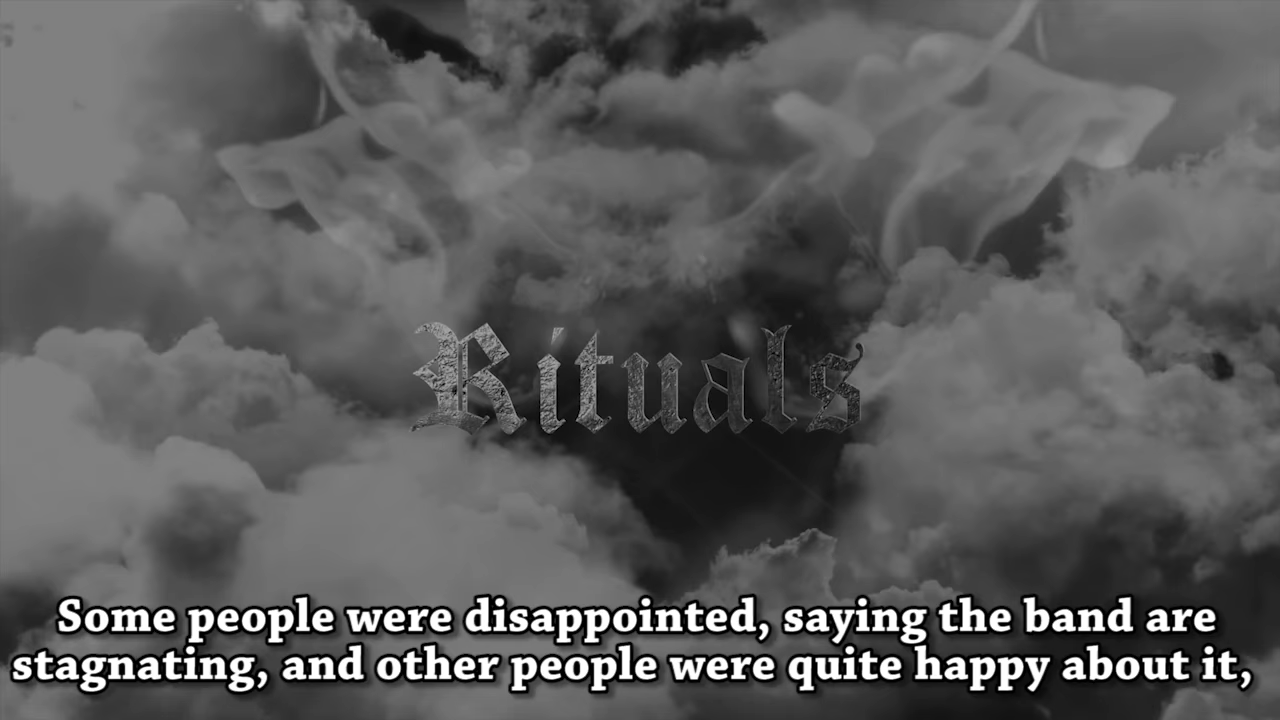 Rituals
Some people were disappointed, saying the band are
stagnating, and other people were quite happy about it,